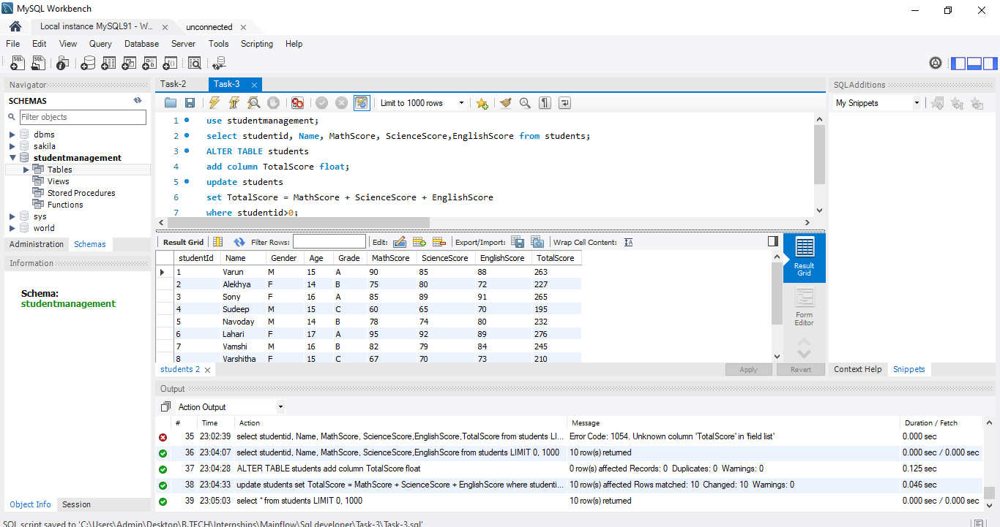 MySQL Workbench
Local instance MySQL91 - W... unconnected
File Edit View Query Database Server Tools Scripting Help
Navigator
SCHEMAS
Filter objects
dbms
sakila
studentmanagement
Tables
Views
Stored Procedures
Functions
sys
world
Administration Schemas
Information
Schema:
studentmanagement
Object Info Session
Task-2 Task-3
Limit to 1000 rows
1 use studentmanagement;
2 select studentid, Name, MathScore, ScienceScore,EnglishScore from students;
3 ALTER TABLE students
4 add column TotalScore float;
5 update students
6 set TotalScore = MathScore + ScienceScore + EnglishScore
7 where studentid>0;
Result Grid Filter Rows: Edit: Export/Import: Wrap Cell Content:
studentId Name Gender Age Grade MathScore ScienceScore EnglishScore TotalScore
1 Varun M 15 A 90 85 88 263
2 Alekhya F 14 B 75 80 72 227
3 Sony F 16 A 85 89 91 265
4 Sudeep M 15 C 60 65 70 195
5 Navoday M 14 B 78 74 80 232
6 Lahari F 17 A 95 92 89 276
7 Vamshi M 16 B 82 79 84 245
8 Varshitha F 15 C 67 70 73 210
Result
Grid
Form
Editor
students 2 Apply Revert
SQLAdditions
My Snippets
Context Help Snippets
Output
Action Output
# Time Action Message Duration / Fetch
35 23:02:39 select studentid, Name, MathScore, ScienceScore,EnglishScore,TotalScore from students LI... Error Code: 1054. Unknown column 'TotalScore' in 'field list' 0.000 sec
36 23:04:07 select studentid, Name, MathScore, ScienceScore,EnglishScore from students LIMIT 0, 1000 10 row(s) returned 0.000 sec / 0.000 sec
37 23:04:28 ALTER TABLE students add column TotalScore float 0 row(s) affected Records: 0 Duplicates: 0 Warnings: 0 0.125 sec
38 23:04:33 update students set TotalScore = MathScore + ScienceScore + EnglishScore where studenti... 10 row(s) affected Rows matched: 10 Changed: 10 Warnings: 0 0.046 sec
39 23:05:03 select * from students LIMIT 0, 1000 10 row(s) returned 0.000 sec / 0.000 sec
SQL script saved to 'C:\Users\Admin\Desktop\B.TECH\Internships\Mainflow\Sql developer\Task-3\Task-3.sql'